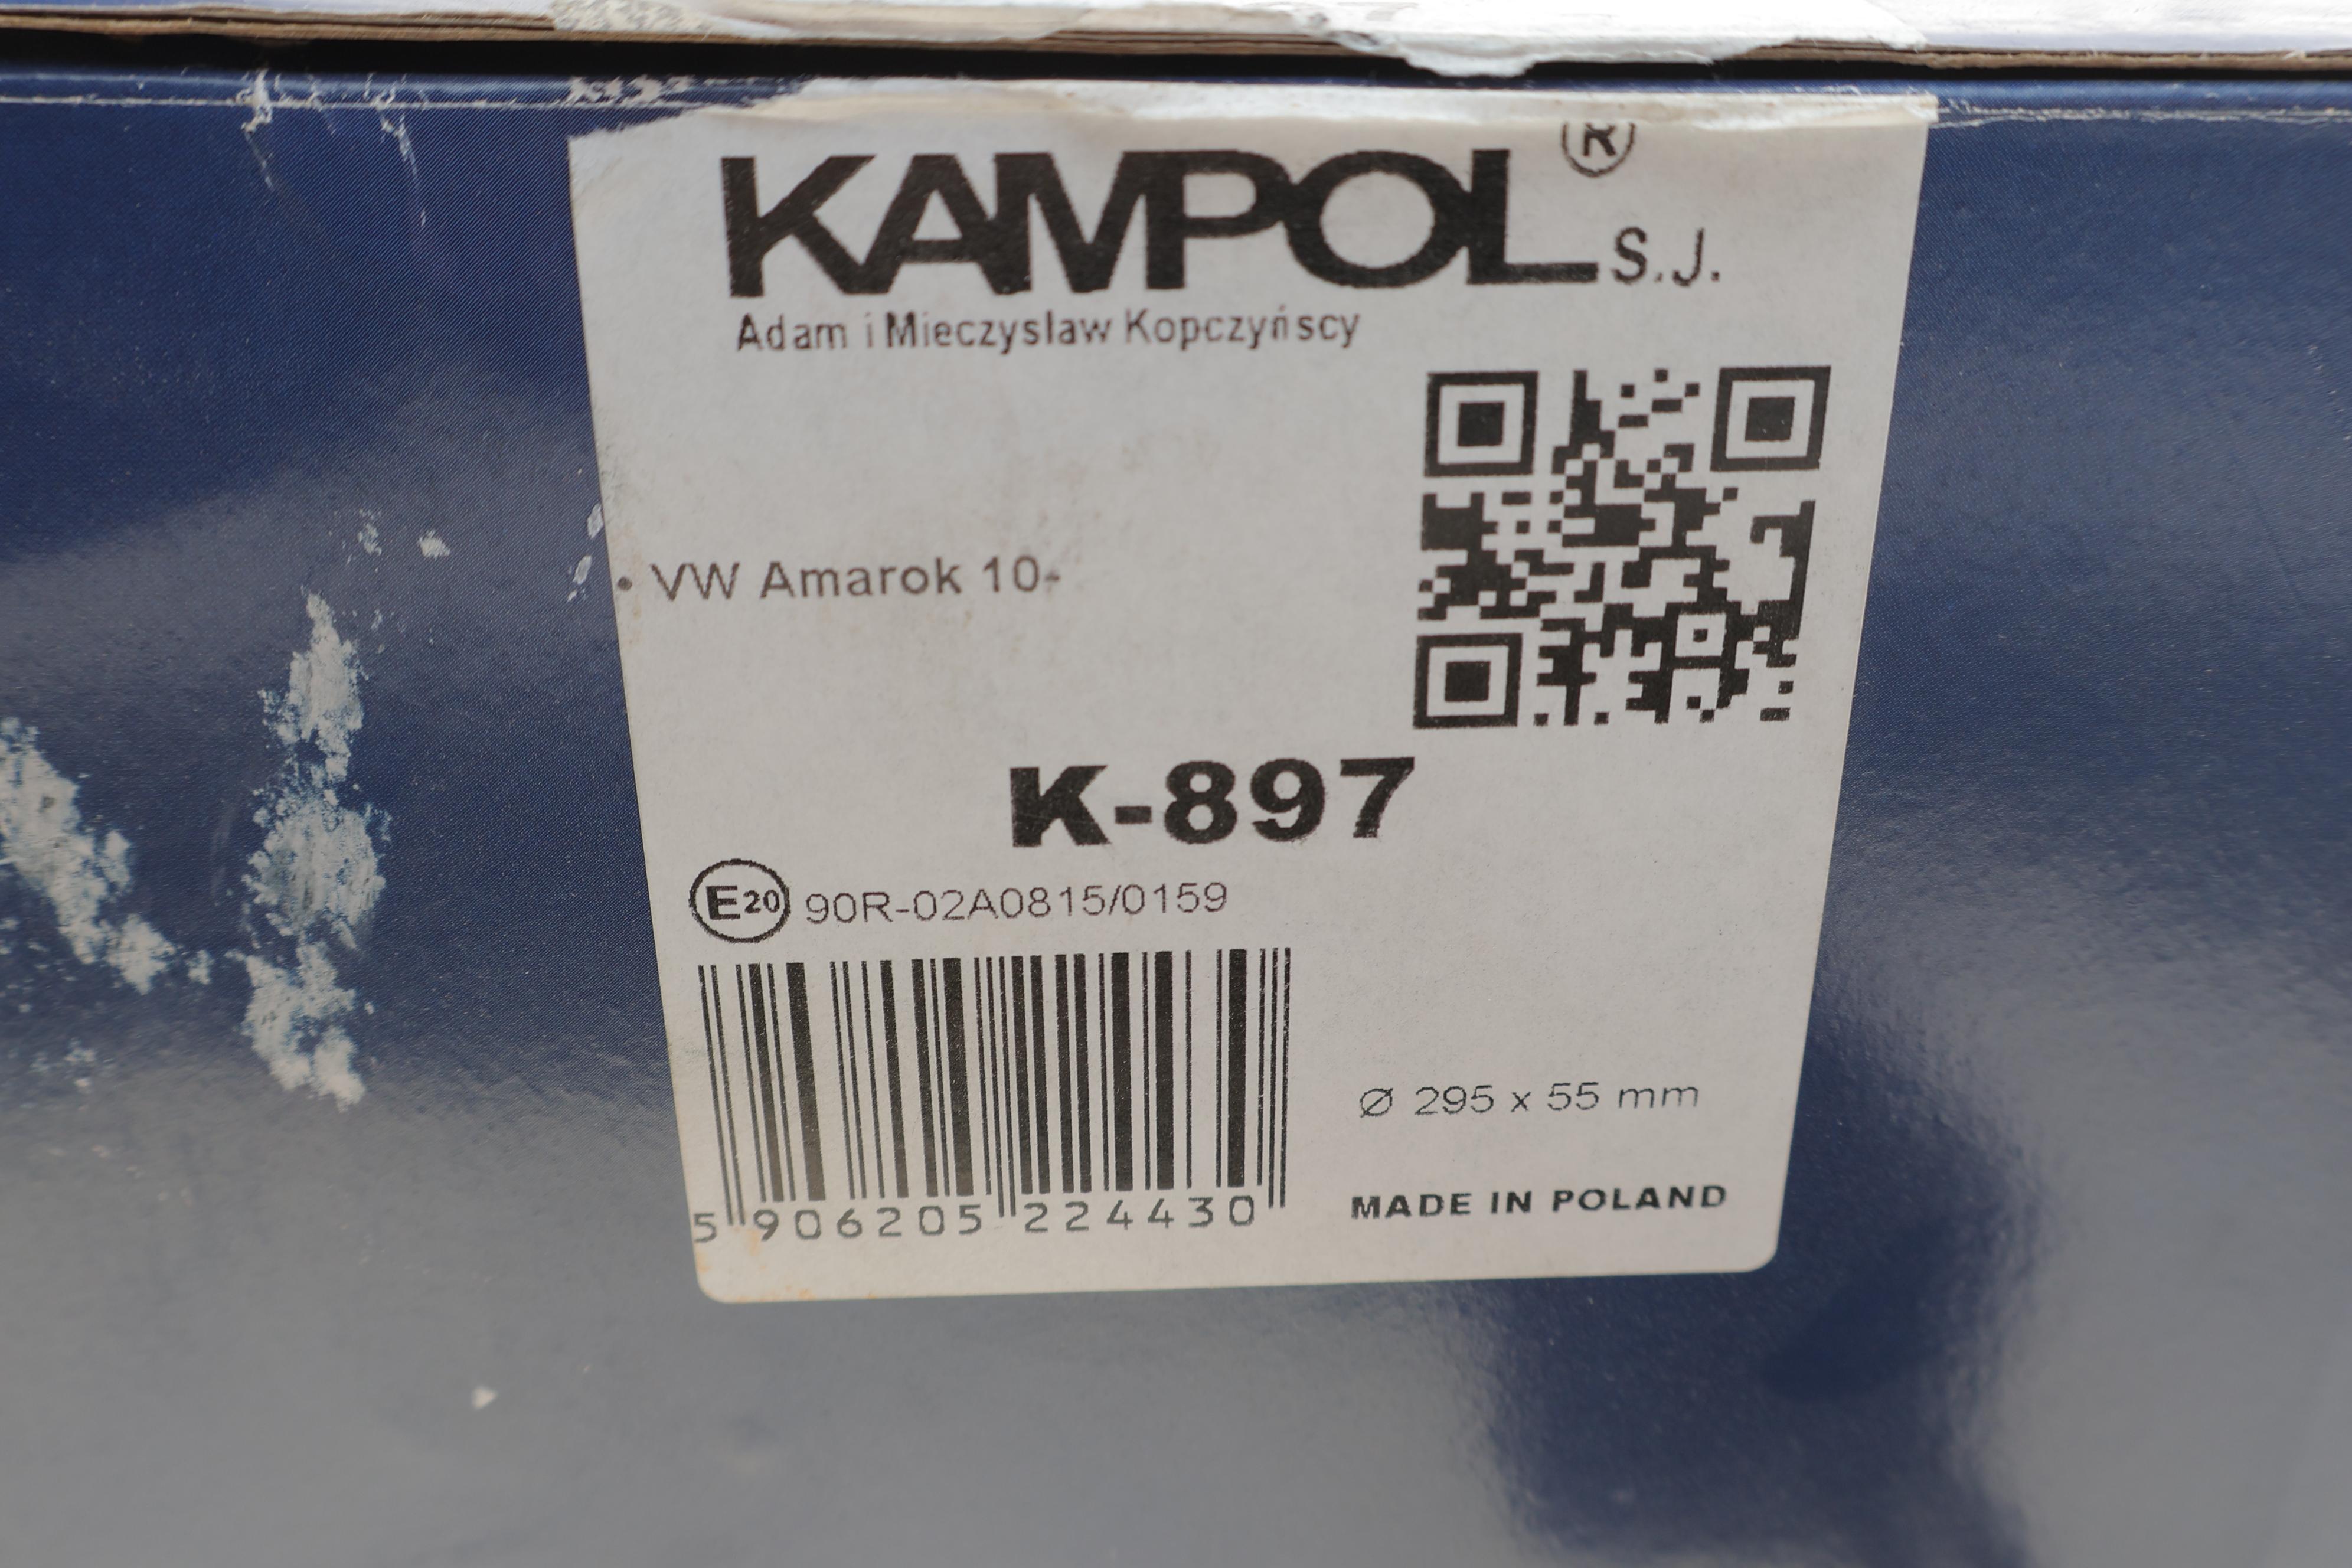 KAMPOL® S.J.
Adam i Mieczysław Kopczyńscy
• VW Amarok 10-
K-897
E20 90R-02A0815/0159
5 906205 224430
Ø 295 x 55 mm
MADE IN POLAND